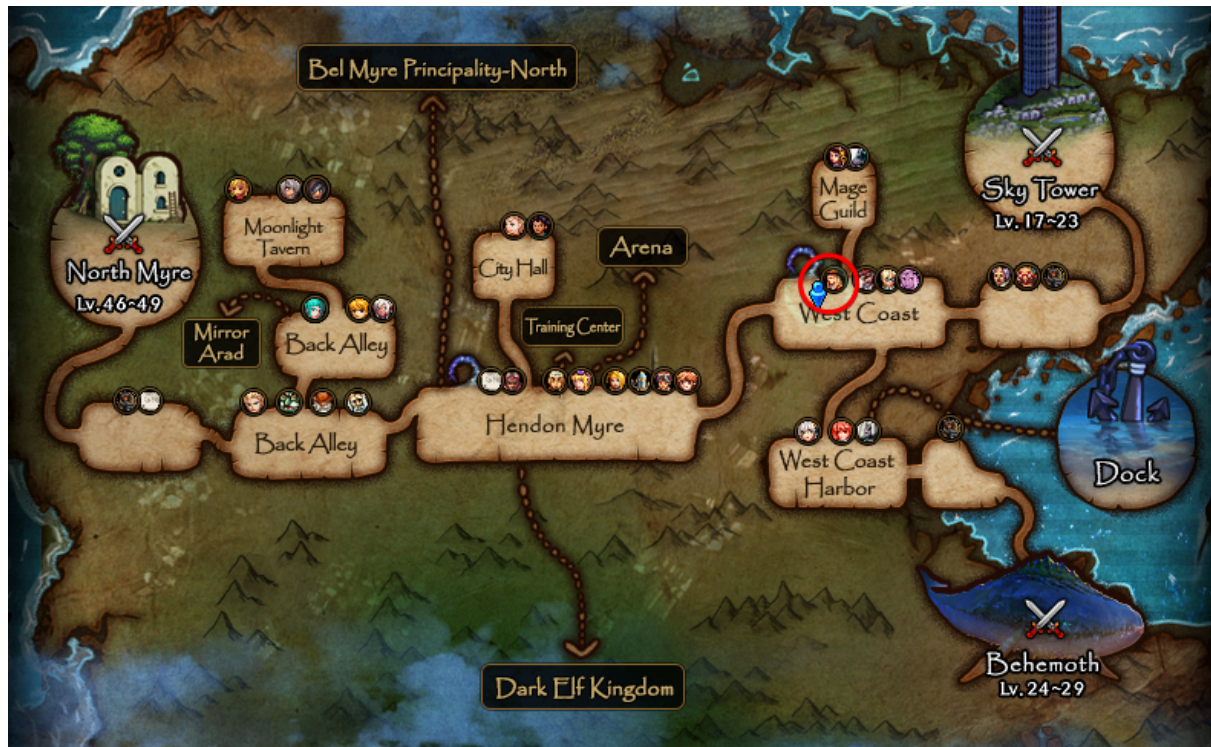 Bel Myre Principality-North
Mage
Guild
Sky Tower
Lv.17~23
Moonlight
Tavern
City Hall
Arena
North Myre
Lv.46~49
Mirror
Arad
Back Alley
Training Center
West Coast
Back Alley
Hendon Myre
West Coast
Harbor
Dock
Behemoth
Lv.24~29
Dark Elf Kingdom